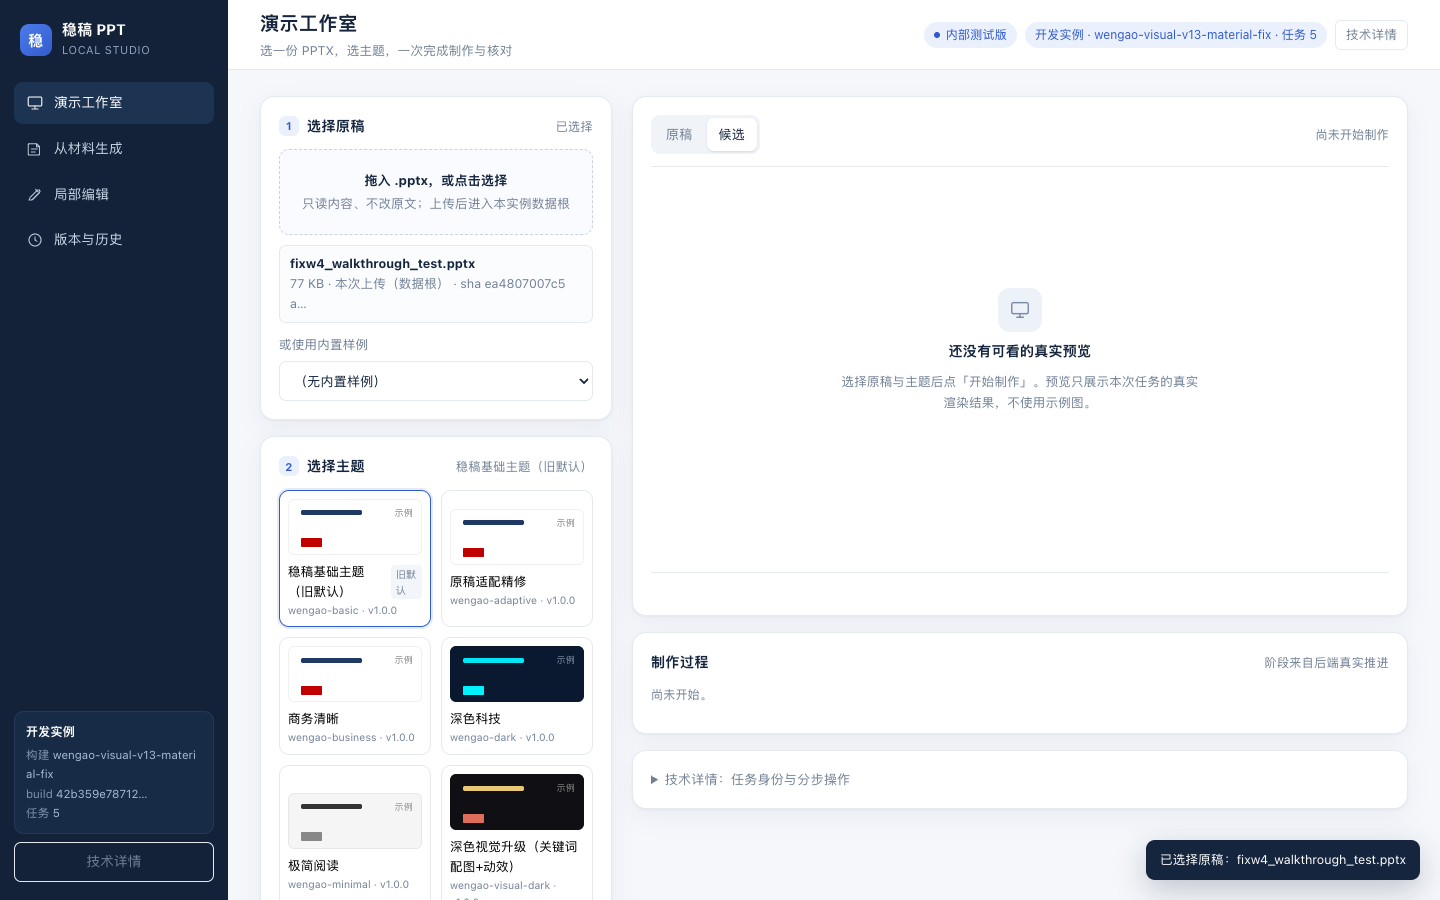 稳
稳稿 PPT
LOCAL STUDIO
演示工作室
从材料生成
局部编辑
版本与历史
开发实例
构建 wengao-visual-v13-materi
al-fix
build 42b359e78712...
任务 5
技术详情
演示工作室
选一份 PPTX，选主题，一次完成制作与核对
内部测试版
开发实例 · wengao-visual-v13-material-fix · 任务 5
技术详情
1 选择原稿 已选择
拖入 .pptx，或点击选择
只读内容、不改原文；上传后进入本实例数据根
fixw4_walkthrough_test.pptx
77 KB · 本次上传（数据根） · sha ea4807007c5
a...
或使用内置样例
（无内置样例）
2 选择主题 稳稿基础主题（旧默认）
示例
稳稿基础主题
（旧默认）
旧默
认
wengao-basic · v1.0.0
示例
原稿适配精修
wengao-adaptive · v1.0.0
示例
商务清晰
wengao-business · v1.0.0
示例
深色科技
wengao-dark · v1.0.0
示例
极简阅读
wengao-minimal · v1.0.0
示例
深色视觉升级（关键词
配图+动效）
wengao-visual-dark ·
原稿 候选 尚未开始制作
还没有可看的真实预览
选择原稿与主题后点「开始制作」。预览只展示本次任务的真实
渲染结果，不使用示例图。
制作过程 阶段来自后端真实推进
尚未开始。
技术详情：任务身份与分步操作
已选择原稿：fixw4_walkthrough_test.pptx